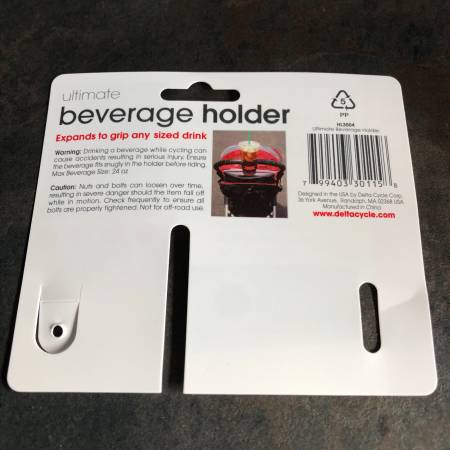 ultimate
beverage holder
Expands to grip any sized drink
Warning: Drinking a beverage while cycling can
cause accidents resulting in serious injury. Ensure
the beverage fits snugly in the holder before riding.
Max Beverage Size: 24 oz
Caution: Nuts and bolts can loosen over time,
resulting in severe danger should the item fall off
while in motion. Check frequently to ensure all
bolts are properly tightened. Not for off-road use.
5
PP
HL3004
Ultimate Beverage Holder
7 99403 30115 8
Designed in the USA by Delta Cycle Corp.
36 York Avenue, Randolph, MA 02368 USA
Manufactured in China
www.deltacycle.com